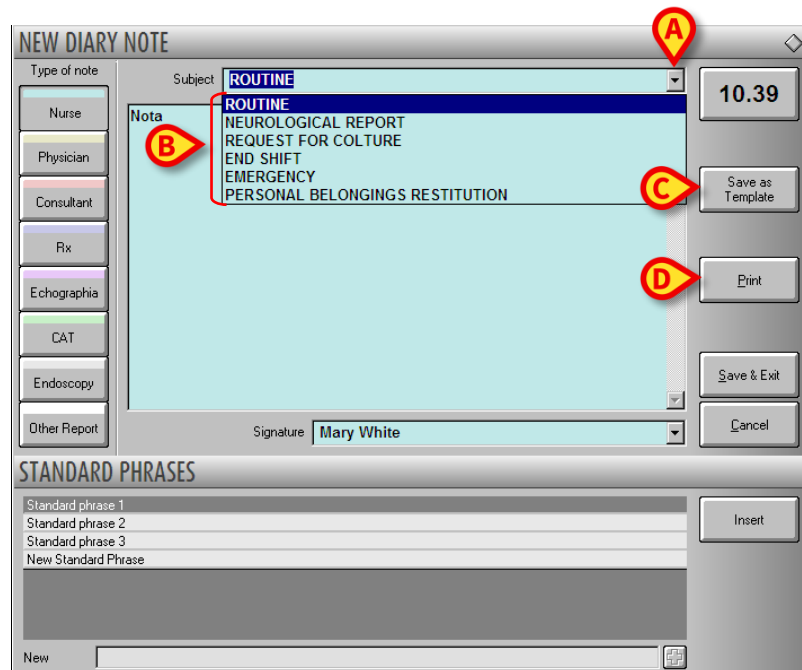 NEW DIARY NOTE
A
Type of note
Subject ROUTINE
10.39
Nurse
Nota
B
ROUTINE
NEUROLOGICAL REPORT
REQUEST FOR COLTURE
END SHIFT
EMERGENCY
PERSONAL BELONGINGS RESTITUTION
Physician
Consultant
C
Save as
Template
Rx
Echographia
D
Print
CAT
Endoscopy
Save & Exit
Other Report
Signature Mary White
Cancel
STANDARD PHRASES
Standard phrase 1
Standard phrase 2
Standard phrase 3
New Standard Phrase
Insert
New